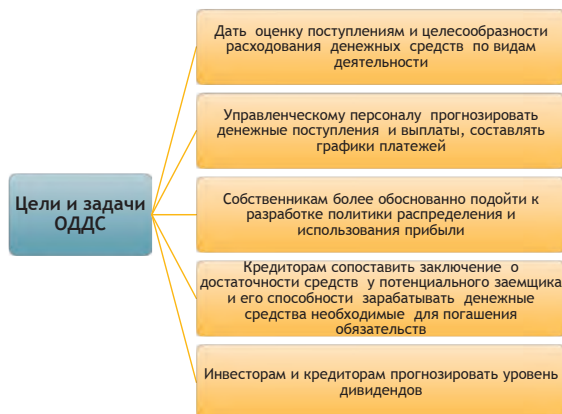 Цели и задачи
ОДДС
Дать оценку поступлениям и целесообразности
расходования денежных средств по видам
деятельности
Управленческому персоналу прогнозировать
денежные поступления и выплаты, составлять
графики платежей
Собственникам более обоснованно подойти к
разработке политики распределения и
использования прибыли
Кредиторам сопоставить заключение о
достаточности средств у потенциального заемщика
и его способности зарабатывать денежные
средства необходимые для погашения
обязательств
Инвесторам и кредиторам прогнозировать уровень
дивидендов